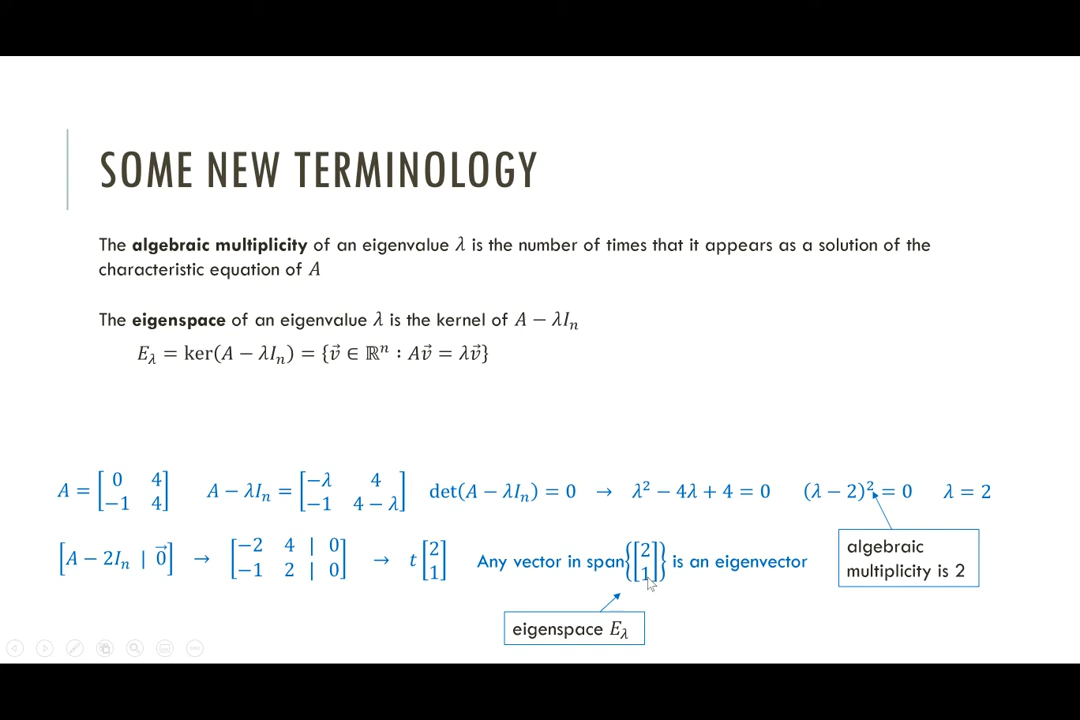 SOME NEW TERMINOLOGY
The algebraic multiplicity of an eigenvalue λ is the number of times that it appears as a solution of the
characteristic equation of A
The eigenspace of an eigenvalue λ is the kernel of A − λIₙ
E_λ = ker(A − λIₙ) = {v⃗ ∈ ℝⁿ : Av⃗ = λv⃗}
A = [0 4; −1 4] A − λIₙ = [−λ 4; −1 4 − λ] det(A − λIₙ) = 0 → λ² − 4λ + 4 = 0 (λ − 2)² = 0 λ = 2
[A − 2Iₙ | 0⃗] → [−2 4 | 0; −1 2 | 0] → t[2; 1] Any vector in span{[2; 1]} is an eigenvector
algebraic
multiplicity is 2
eigenspace E_λ